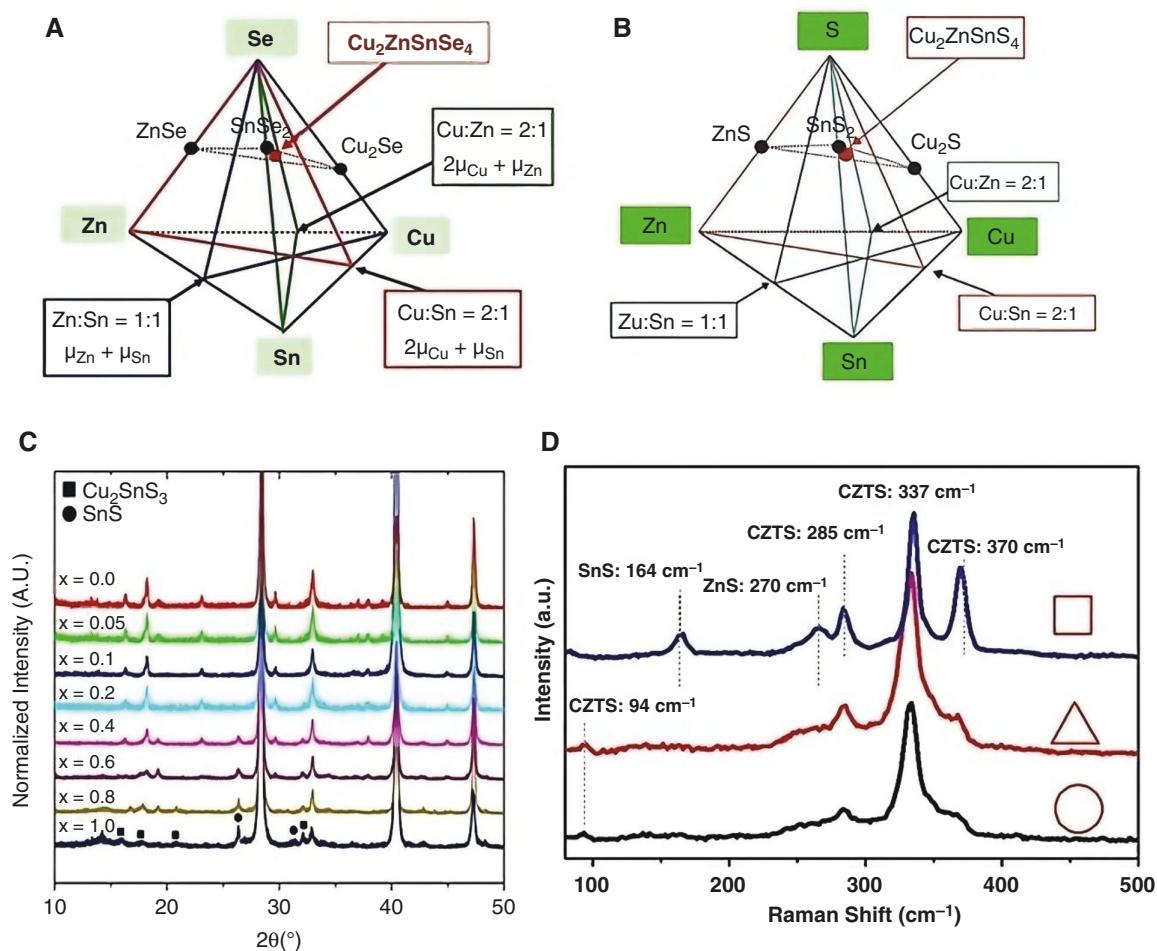 A
Se
Cu₂ZnSnSe₄
ZnSe
SnSe₂
Cu₂Se
Cu:Zn = 2:1
2μCu + μZn
Zn
Cu
Zn:Sn = 1:1
μZn + μSn
Sn
Cu:Sn = 2:1
2μCu + μSn
B
S
Cu₂ZnSnS₄
ZnS
SnS₂
Cu₂S
Cu:Zn = 2:1
Zn
Cu
Zu:Sn = 1:1
Cu:Sn = 2:1
Sn
C
Cu₂SnS₃
SnS
x = 0.0
x = 0.05
x = 0.1
x = 0.2
x = 0.4
x = 0.6
x = 0.8
x = 1.0
Normalized Intensity (A.U.)
10 20 30 40 50
2θ(°)
D
CZTS: 337 cm⁻¹
CZTS: 285 cm⁻¹
CZTS: 370 cm⁻¹
SnS: 164 cm⁻¹
ZnS: 270 cm⁻¹
CZTS: 94 cm⁻¹
Intensity (a.u.)
100 200 300 400 500
Raman Shift (cm⁻¹)